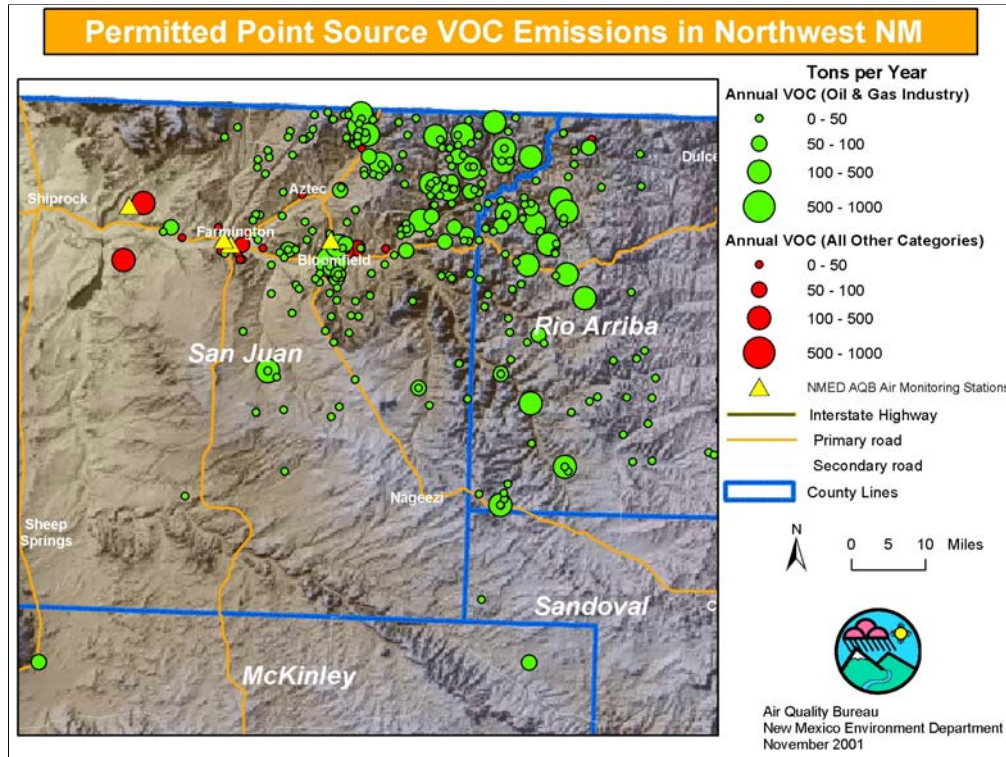 Permitted Point Source VOC Emissions in Northwest NM
Tons per Year
Annual VOC (Oil & Gas Industry)
0 - 50
50 - 100
100 - 500
500 - 1000
Annual VOC (All Other Categories)
0 - 50
50 - 100
100 - 500
500 - 1000
NMED AQB Air Monitoring Stations
Interstate Highway
Primary road
Secondary road
County Lines
N
0 5 10 Miles
Air Quality Bureau
New Mexico Environment Department
November 2001
Dulce
Shiprock
Aztec
Farmington
Bloomfield
Rio Arriba
San Juan
Nageezi
Sheep
Springs
Sandoval
C
McKinley